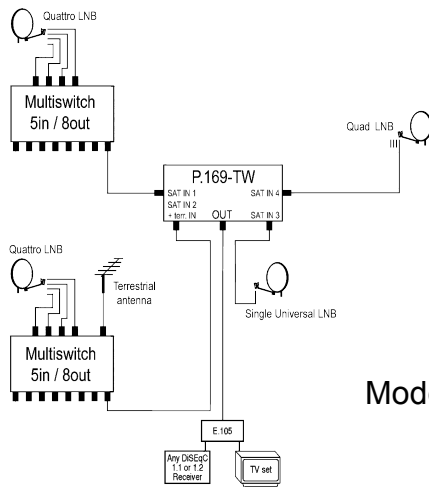 Quattro LNB
Multiswitch
5in / 8out
Quad LNB
P.169-TW
SAT IN 1
SAT IN 4
SAT IN 2
+ terr. IN
OUT
SAT IN 3
Quattro LNB
Terrestrial
antenna
Single Universal LNB
Multiswitch
5in / 8out
E.105
Any DiSEqC
1.1 or 1.2
Receiver
TV set